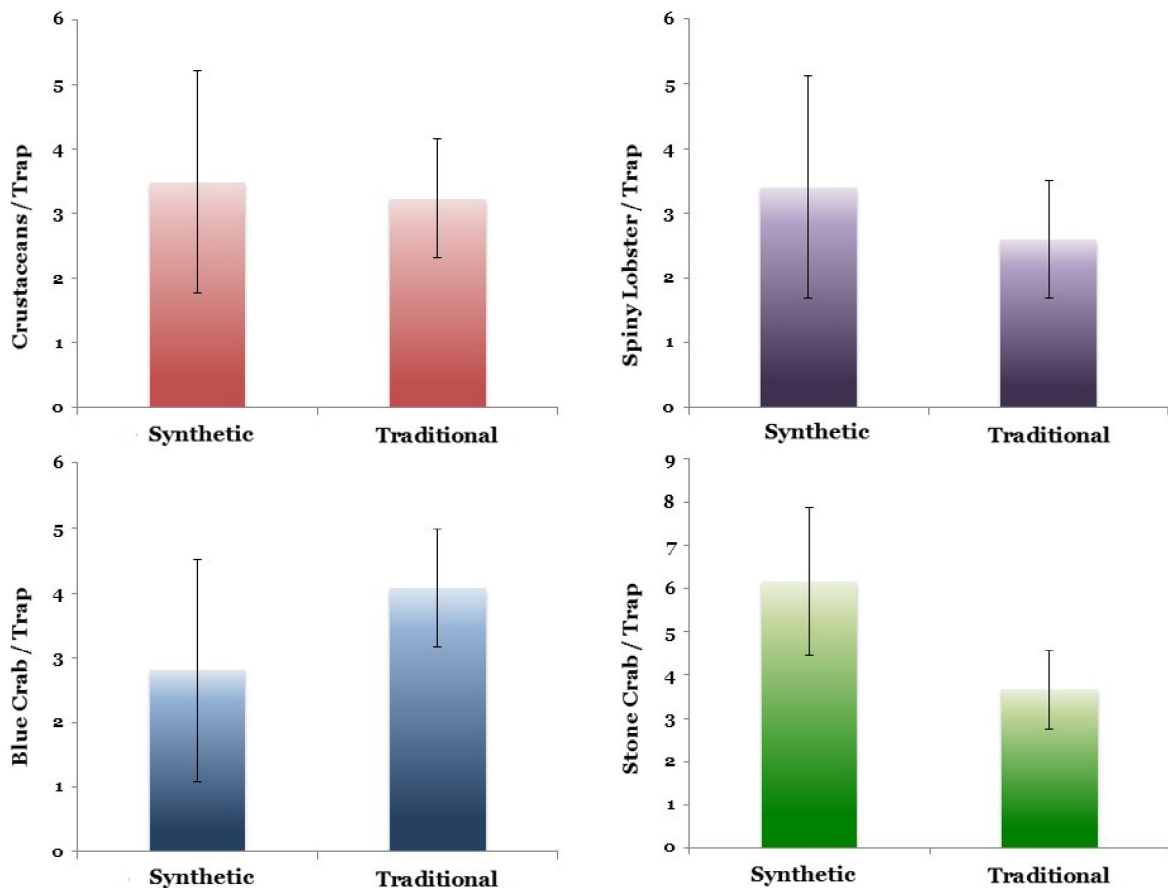 Crustaceans / Trap
6
5
4
3
2
1
0
Synthetic
Traditional
Spiny Lobster / Trap
6
5
4
3
2
1
0
Synthetic
Traditional
Blue Crab / Trap
6
5
4
3
2
1
0
Synthetic
Traditional
Stone Crab / Trap
9
8
7
6
5
4
3
2
1
0
Synthetic
Traditional